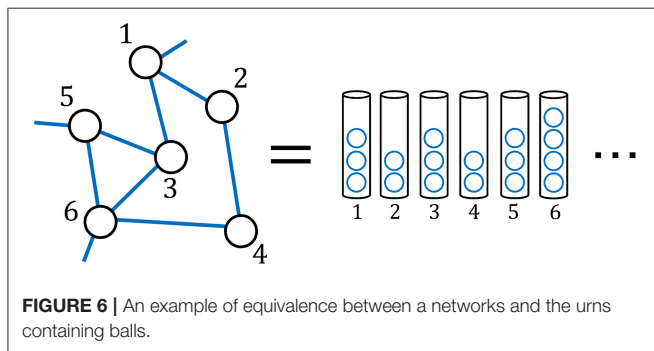 1
2
5
3
6
4
=
1 2 3 4 5 6
...
FIGURE 6 | An example of equivalence between a networks and the urns
containing balls.